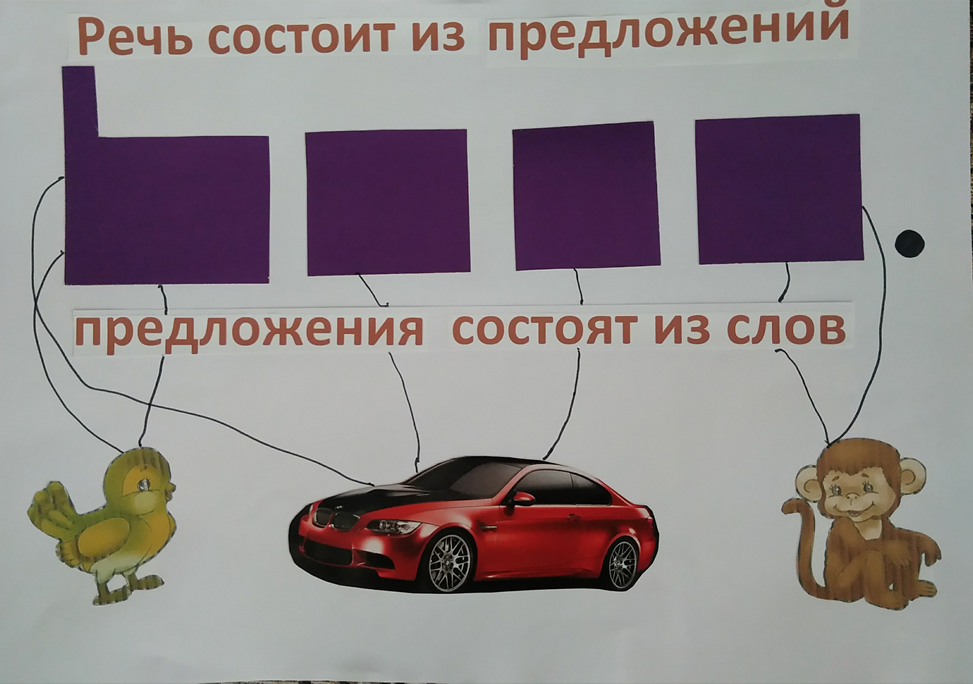 Речь состоит из предложений
предложения состоят из слов